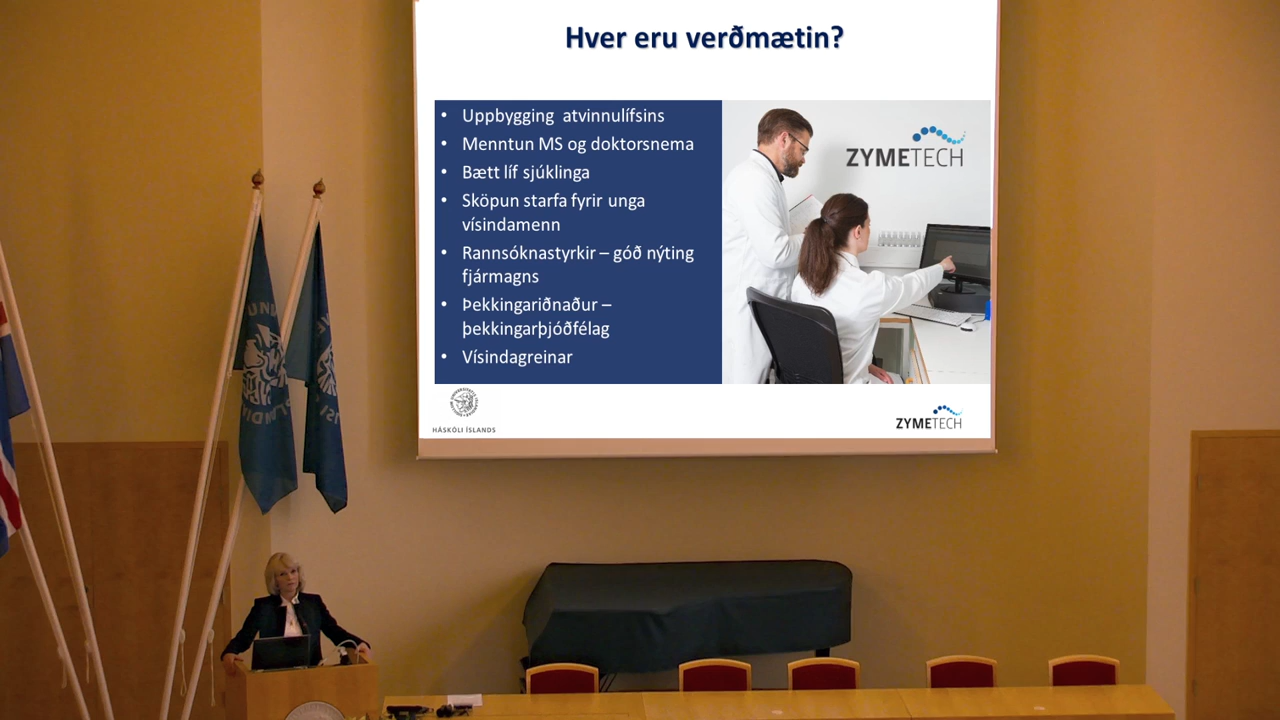 Hver eru verðmætin?
• Uppbygging atvinnulífsins
• Menntun MS og doktorsnema
• Bætt líf sjúklinga
• Sköpun starfa fyrir unga
vísindamenn
• Rannsóknastyrkir – góð nýting
fjármagns
• Þekkingariðnaður –
þekkingarþjóðfélag
• Vísindagreinar
ZYMETECH
HÁSKÓLI ÍSLANDS
ZYMETECH